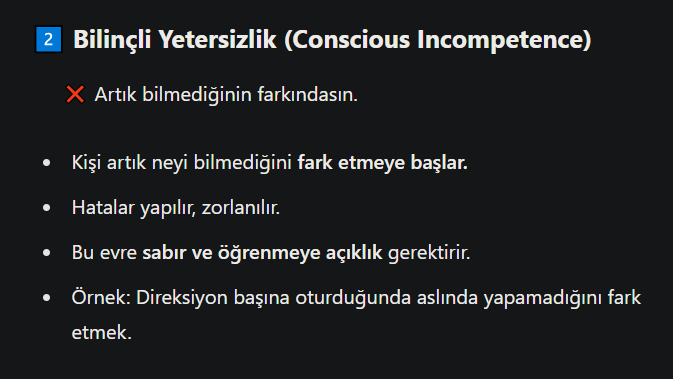 2 Bilinçli Yetersizlik (Conscious Incompetence)
❌ Artık bilmediğinin farkındasın.
• Kişi artık neyi bilmediğini fark etmeye başlar.
• Hatalar yapılır, zorlanılır.
• Bu evre sabır ve öğrenmeye açıklık gerektirir.
• Örnek: Direksiyon başına oturduğunda aslında yapamadığını fark
etmek.